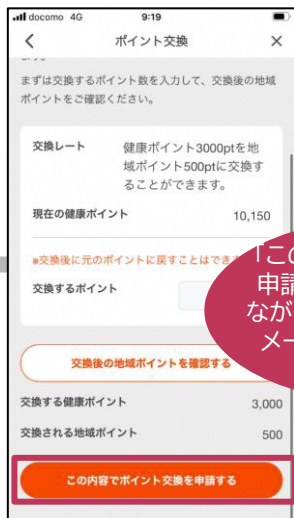 docomo 4G 9:19
ポイント交換
まずは交換するポイント数を入力して、交換後の地域
ポイントをご確認ください。
交換レート 健康ポイント3000ptを地
域ポイント500ptに交換す
ることができます。
現在の健康ポイント 10,150
*交換後に元のポイントに戻すことはでき
交換するポイント
「この
申請
なが
メー
交換後の地域ポイントを確認する
交換する健康ポイント 3,000
交換される地域ポイント 500
この内容でポイント交換を申請する